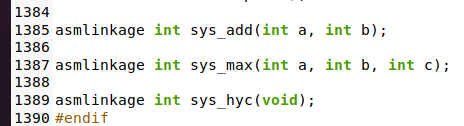 1384
1385 asmlinkage int sys_add(int a, int b);
1386
1387 asmlinkage int sys_max(int a, int b, int c);
1388
1389 asmlinkage int sys_hyc(void);
1390 #endif